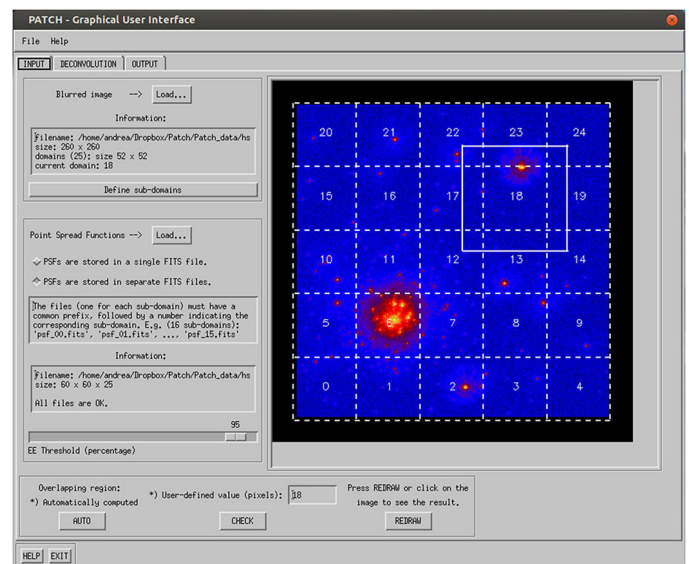 PATCH - Graphical User Interface
File Help
INPUT DECONVOLUTION OUTPUT
Blurred image --> Load...
Information:
Filename: /home/andrea/Dropbox/Patch/Patch_data/hs
size: 260 x 260
domains (25): size 52 x 52
current domain: 18
Define sub-domains
Point Spread Functions --> Load...
PSFs are stored in a single FITS file.
PSFs are stored in separate FITS files.
The files (one for each sub-domain) must have a
common prefix, followed by a number indicating the
corresponding sub-domain. E.g. (16 sub-domains):
'psf_00.fits', 'psf_01.fits', ..., 'psf_15.fits'
Information:
Filename: /home/andrea/Dropbox/Patch/Patch_data/hs
size: 60 x 60 x 25
All files are OK.
95
EE Threshold (percentage)
20 21 22 23 24
15 16 17 18 19
10 11 12 13 14
5 6 7 8 9
0 1 2 3 4
Overlapping region:
*) Automatically computed
AUTO
*) User-defined value (pixels): 18
CHECK
Press REDRAW or click on the
image to see the result.
REDRAW
HELP EXIT